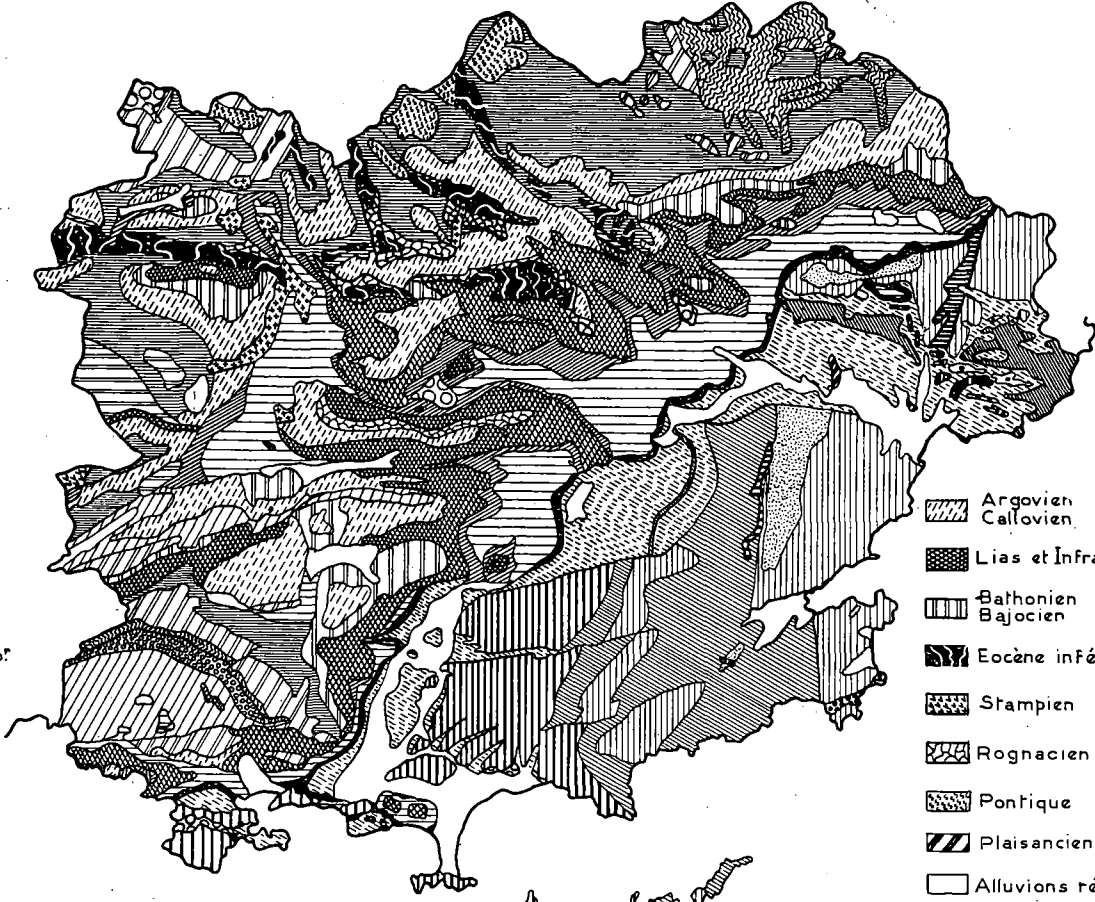 Argovien
Callovien
Lias et Infra
Bathonien
Bajocien
Eocène infé
Stampien
Rognacien
Pontique
Plaisancien
Alluvions ré